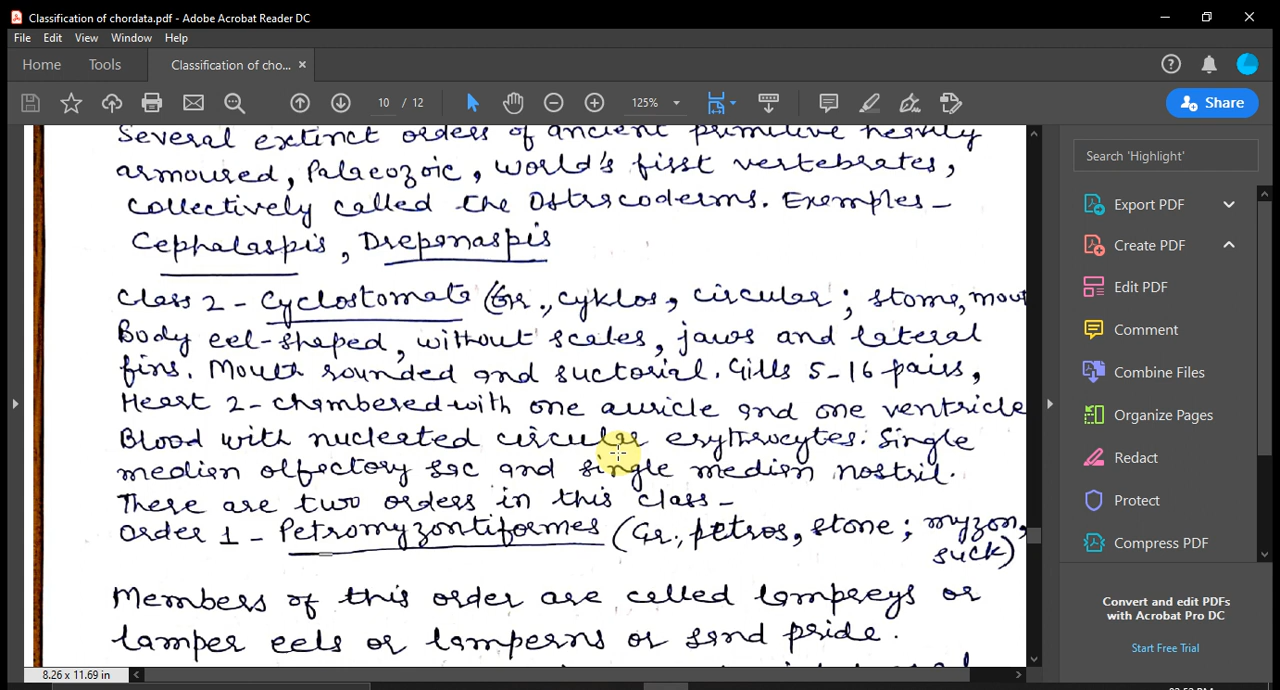 Classification of chordata.pdf - Adobe Acrobat Reader DC
File Edit View Window Help
Home Tools Classification of cho... ×
10 / 12 125% Share
Several extinct orders of ancient primitive heavily
armoured, Palaeozoic, world's first vertebrates,
collectively called the Ostracoderms. Examples -
Cephalaspis, Drepanaspis
Class 2 - Cyclostomata (Gr., cyklos, circular; stoma, mout
Body eel-shaped, without scales, jaws and lateral
fins. Mouth rounded and suctorial. Gills 5-16 pairs,
Heart 2-chambered with one auricle and one ventricle
Blood with nucleated circular erythrocytes. Single
median olfactory sac and single median nostril.
There are two orders in this class -
Order 1 - Petromyzontiformes (Gr., petros, stone; myzon,
suck)
Members of this order are called lampreys or
lamper eels or lamperns or sand pride.
8.26 x 11.69 in
Search 'Highlight'
Export PDF
Create PDF
Edit PDF
Comment
Combine Files
Organize Pages
Redact
Protect
Compress PDF
Convert and edit PDFs
with Acrobat Pro DC
Start Free Trial